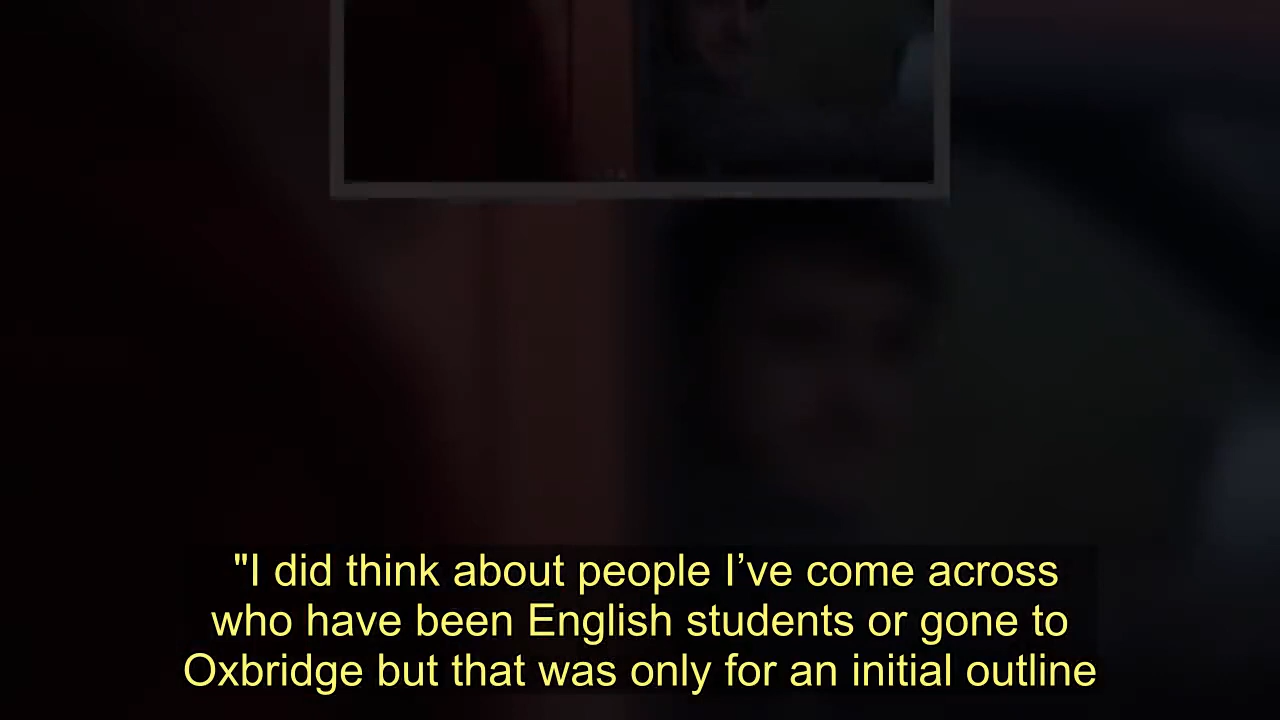 "I did think about people I’ve come across
who have been English students or gone to
Oxbridge but that was only for an initial outline